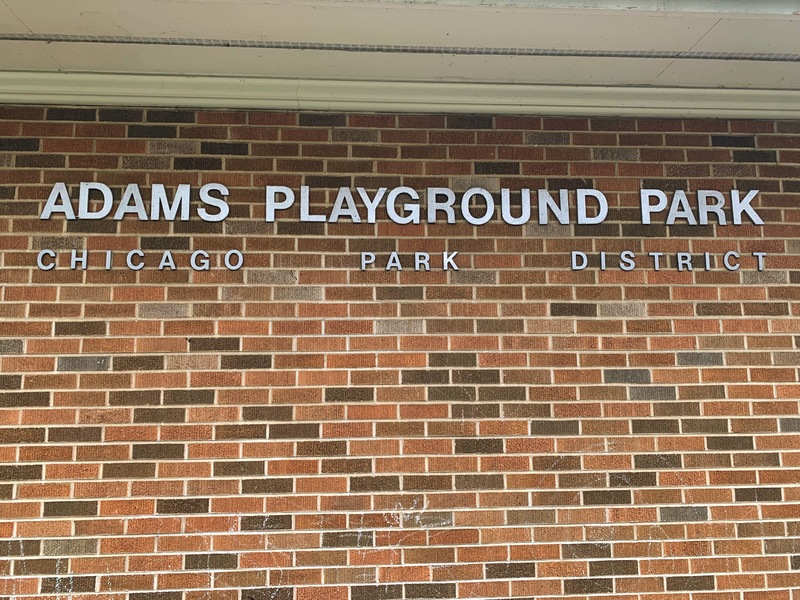 ADAMS PLAYGROUND PARK
CHICAGO PARK DISTRICT